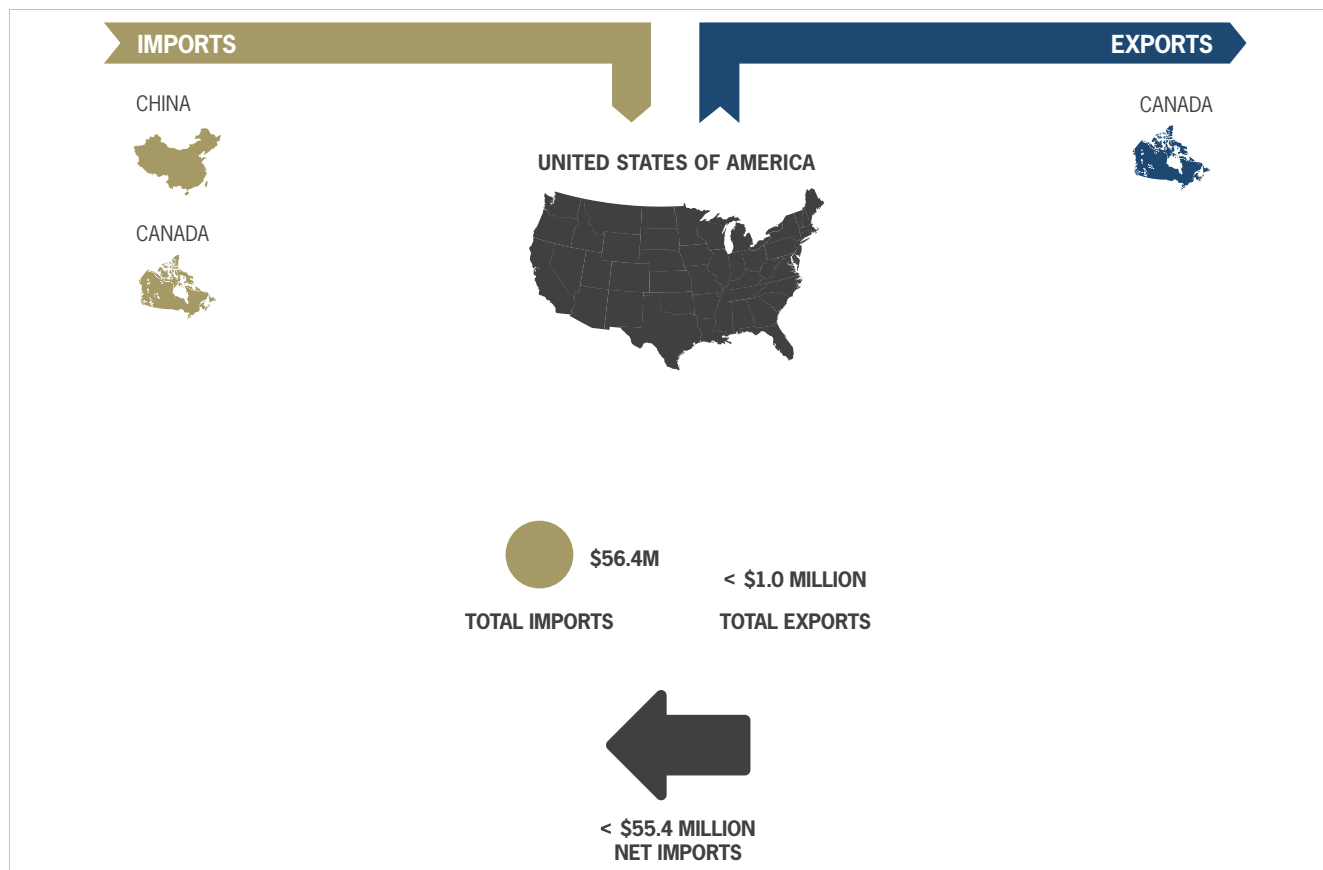 IMPORTS
EXPORTS
CHINA
CANADA
CANADA
UNITED STATES OF AMERICA
$56.4M
< $1.0 MILLION
TOTAL IMPORTS
TOTAL EXPORTS
< $55.4 MILLION
NET IMPORTS